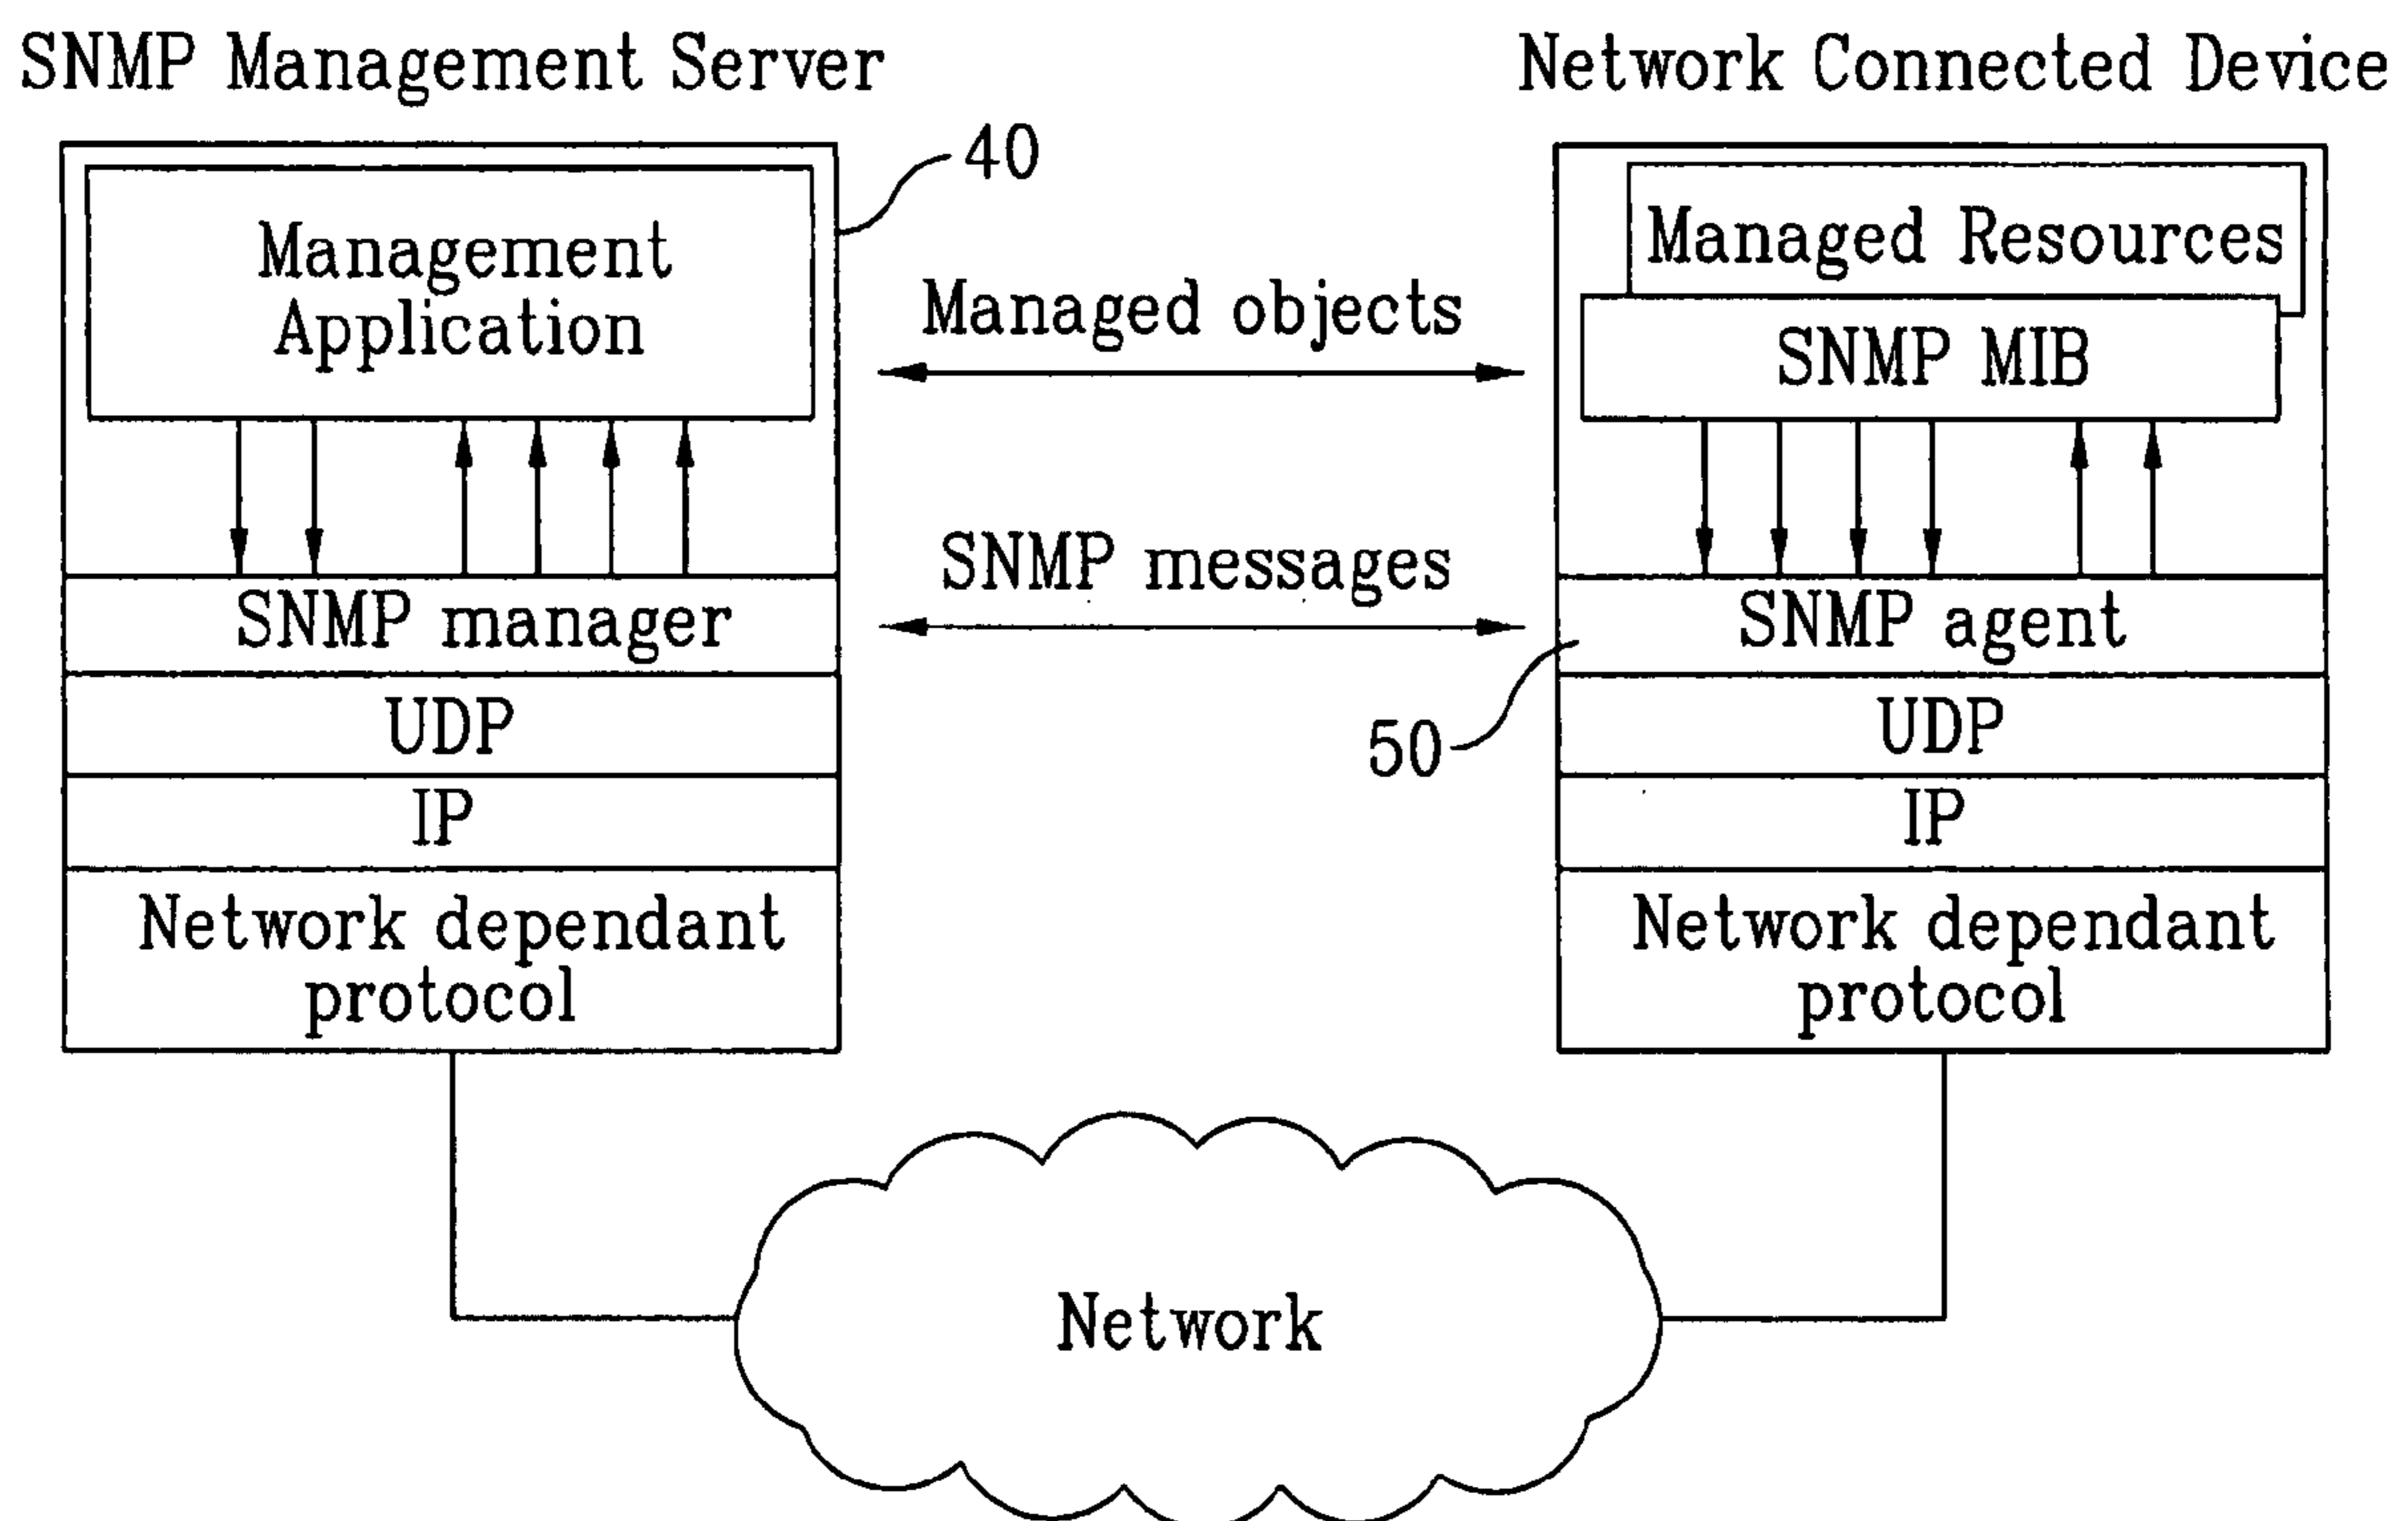 SNMP Management Server
Network Connected Device
40
Management
Application
Managed objects
Managed Resources
SNMP MIB
SNMP messages
SNMP manager
SNMP agent
50
UDP
UDP
IP
IP
Network dependant
protocol
Network dependant
protocol
Network